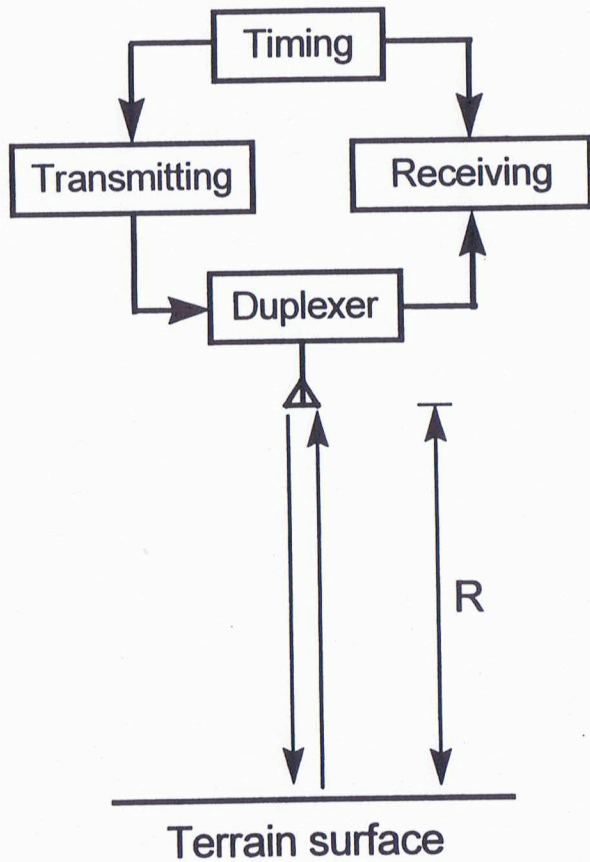 Timing
Transmitting
Receiving
Duplexer
R
Terrain surface